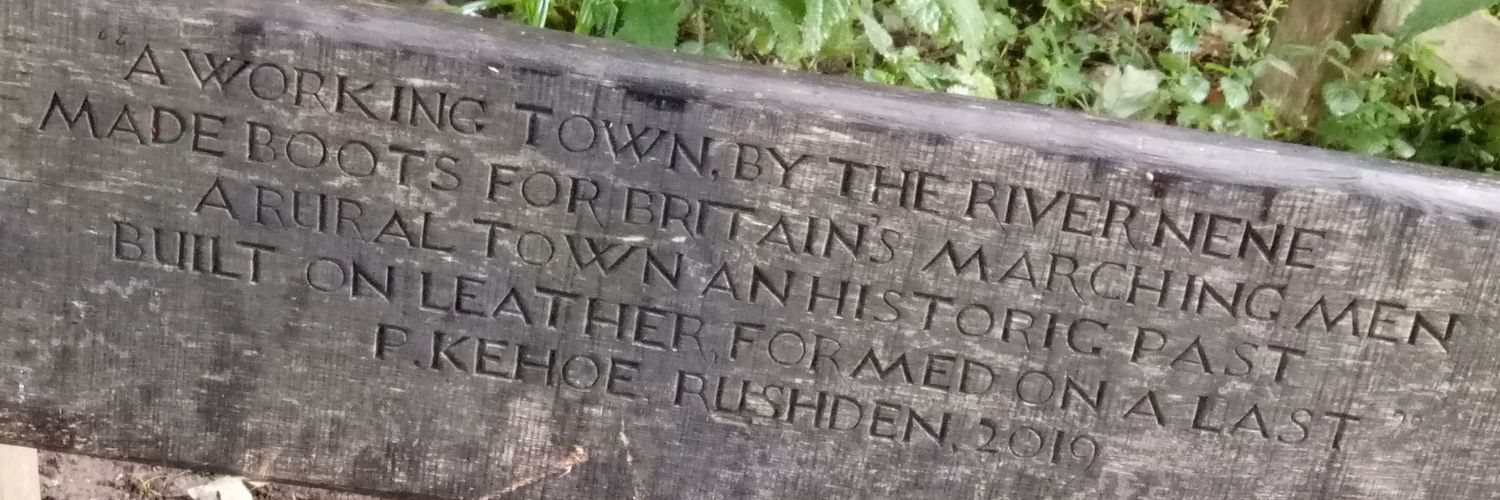 “A WORKING TOWN, BY THE RIVER NENE
MADE BOOTS FOR BRITAIN'S MARCHING MEN
A RURAL TOWN AN HISTORIC PAST
BUILT ON LEATHER, FORMED ON A LAST”
P. KEHOE. RUSHDEN. 2019